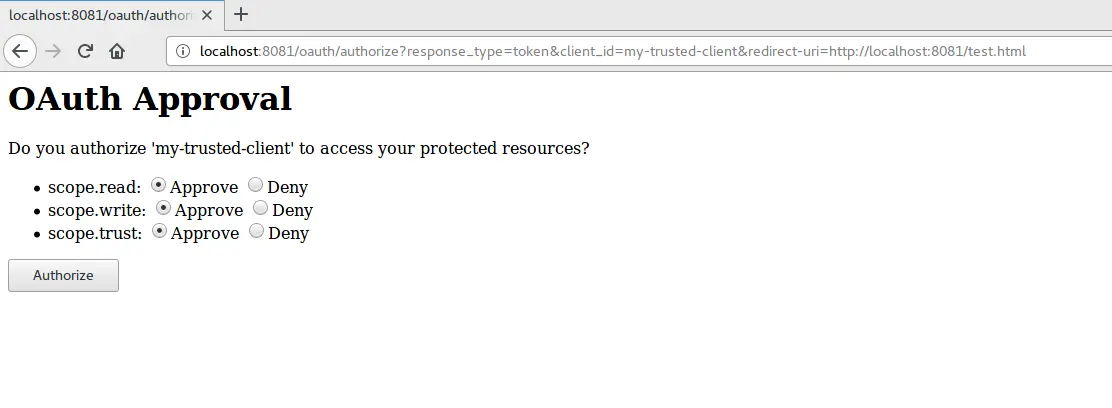 localhost:8081/oauth/authori
localhost:8081/oauth/authorize?response_type=token&client_id=my-trusted-client&redirect-uri=http://localhost:8081/test.html
OAuth Approval
Do you authorize 'my-trusted-client' to access your protected resources?
scope.read: Approve Deny
scope.write: Approve Deny
scope.trust: Approve Deny
Authorize